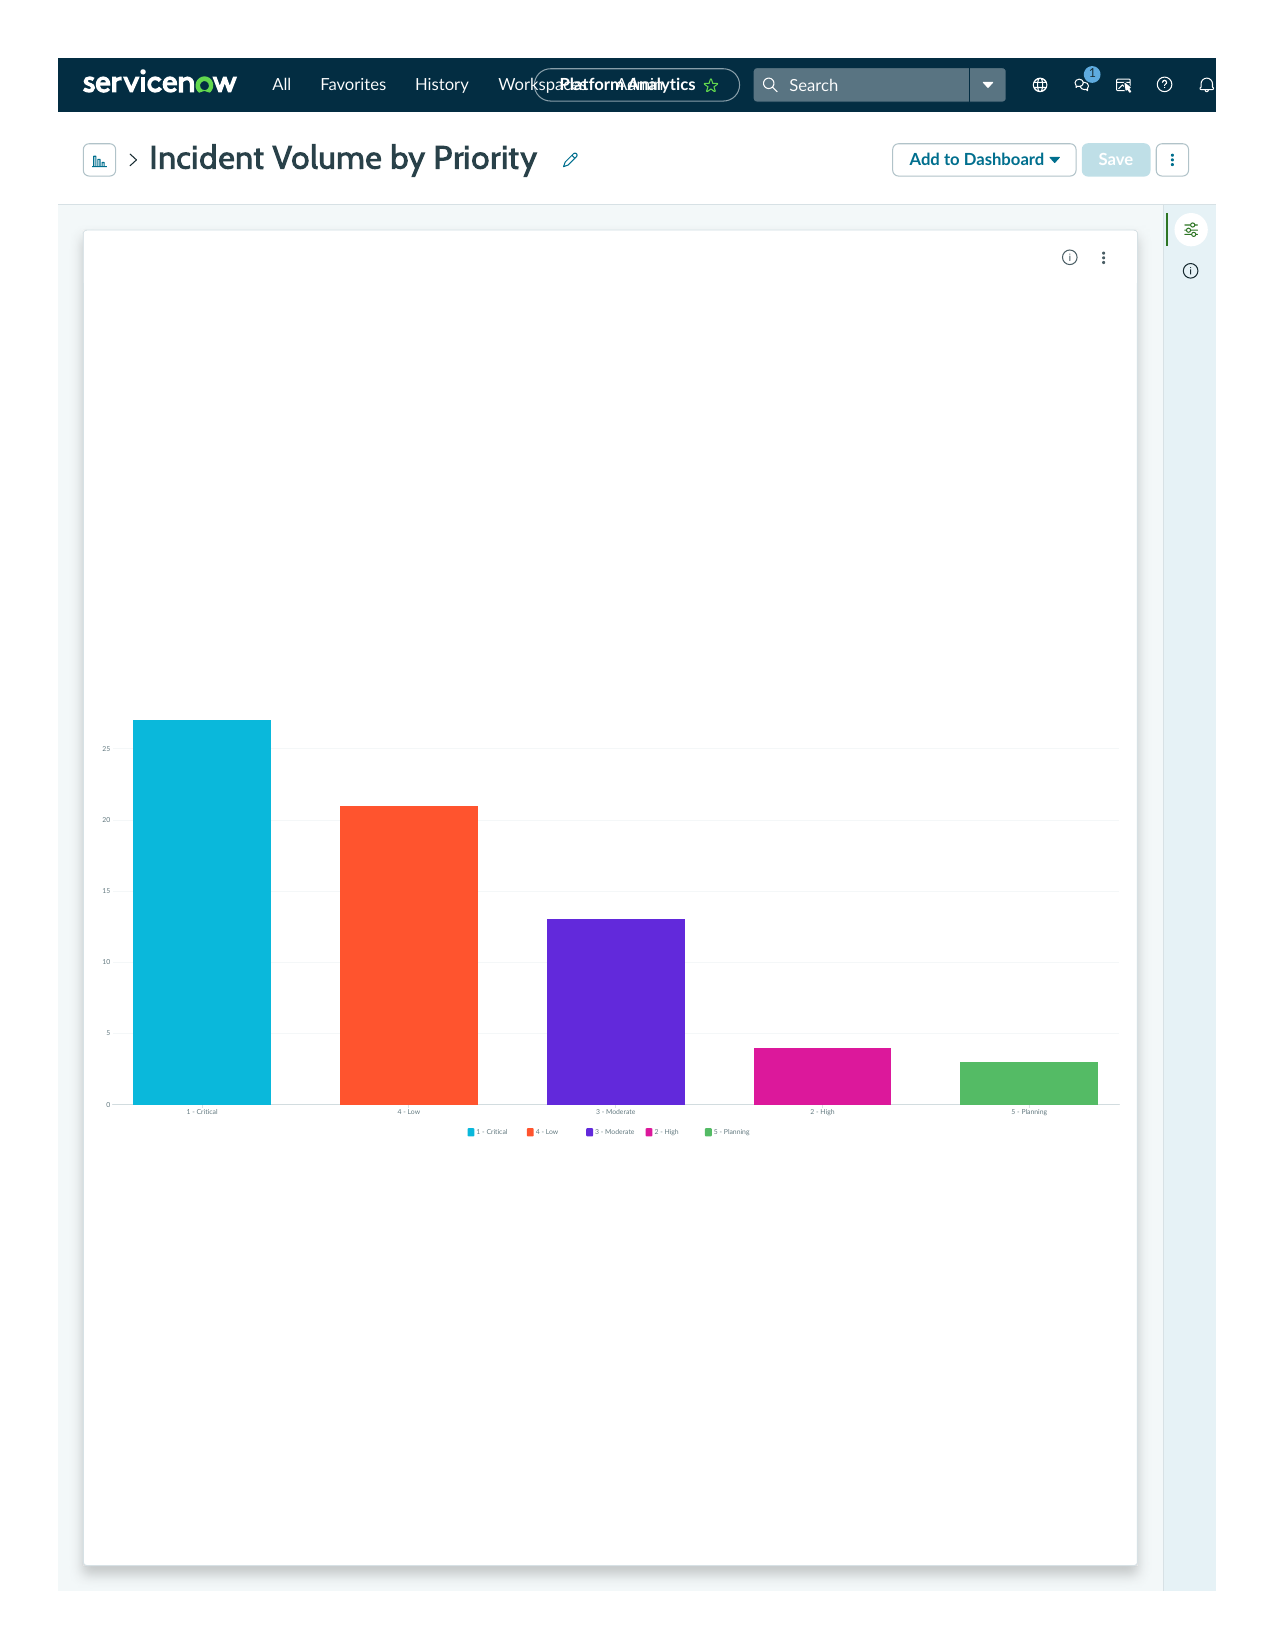 servicenow All Favorites History Workspaces Admin Platform Analytics Search 1
Incident Volume by Priority Add to Dashboard Save
25
20
15
10
5
0
1 - Critical 4 - Low 3 - Moderate 2 - High 5 - Planning
1 - Critical 4 - Low 3 - Moderate 2 - High 5 - Planning